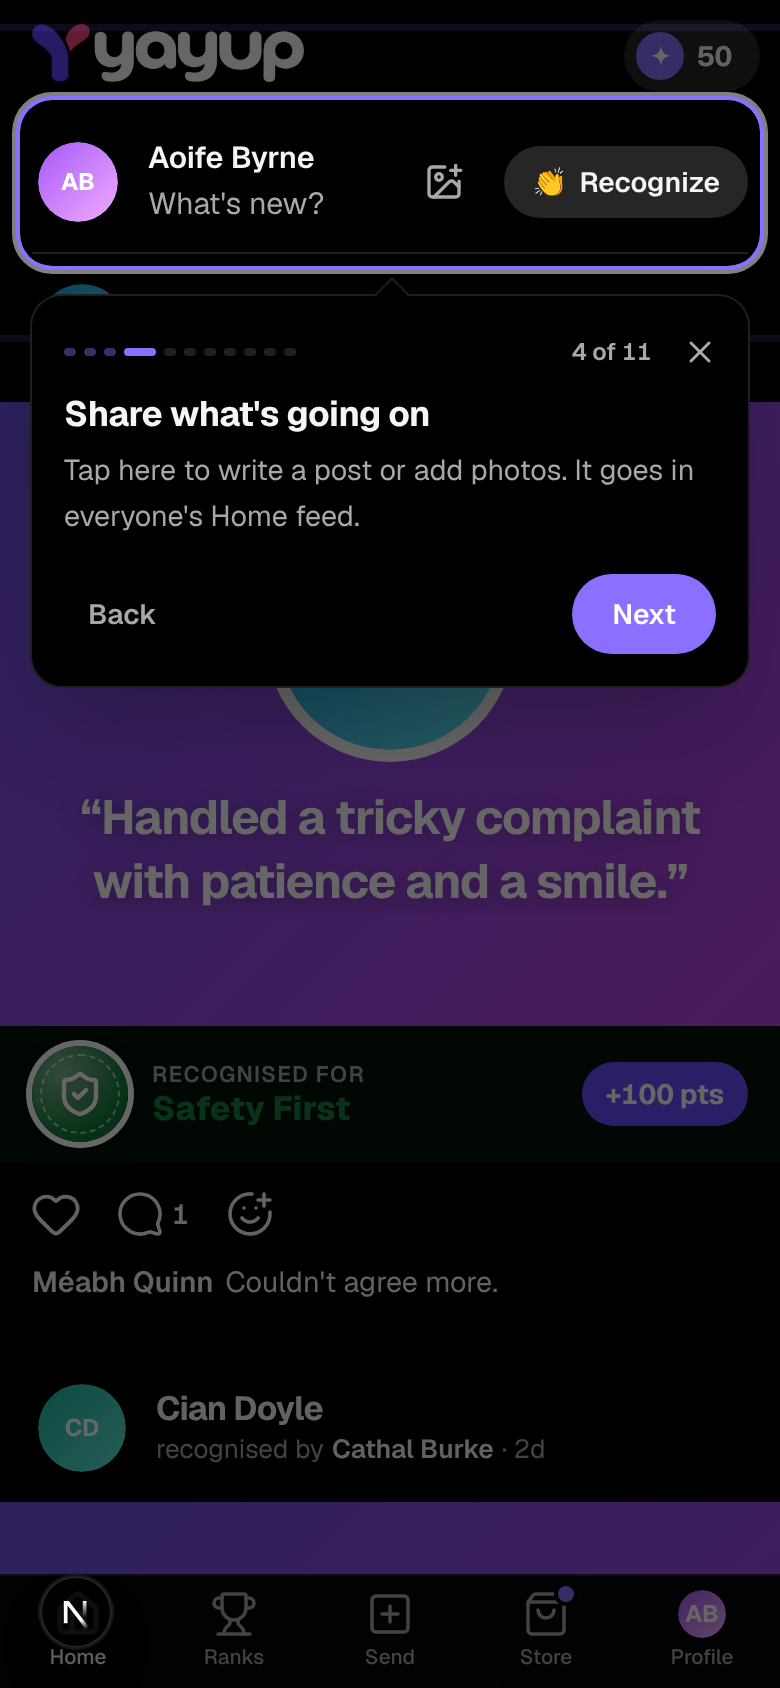 yayup
50
AB
Aoife Byrne
What's new?
👏 Recognize
4 of 11
Share what's going on
Tap here to write a post or add photos. It goes in
everyone's Home feed.
Back
Next
“Handled a tricky complaint
with patience and a smile.”
RECOGNISED FOR
Safety First
+100 pts
1
Méabh Quinn Couldn't agree more.
CD
Cian Doyle
recognised by Cathal Burke · 2d
N
AB
Home
Ranks
Send
Store
Profile